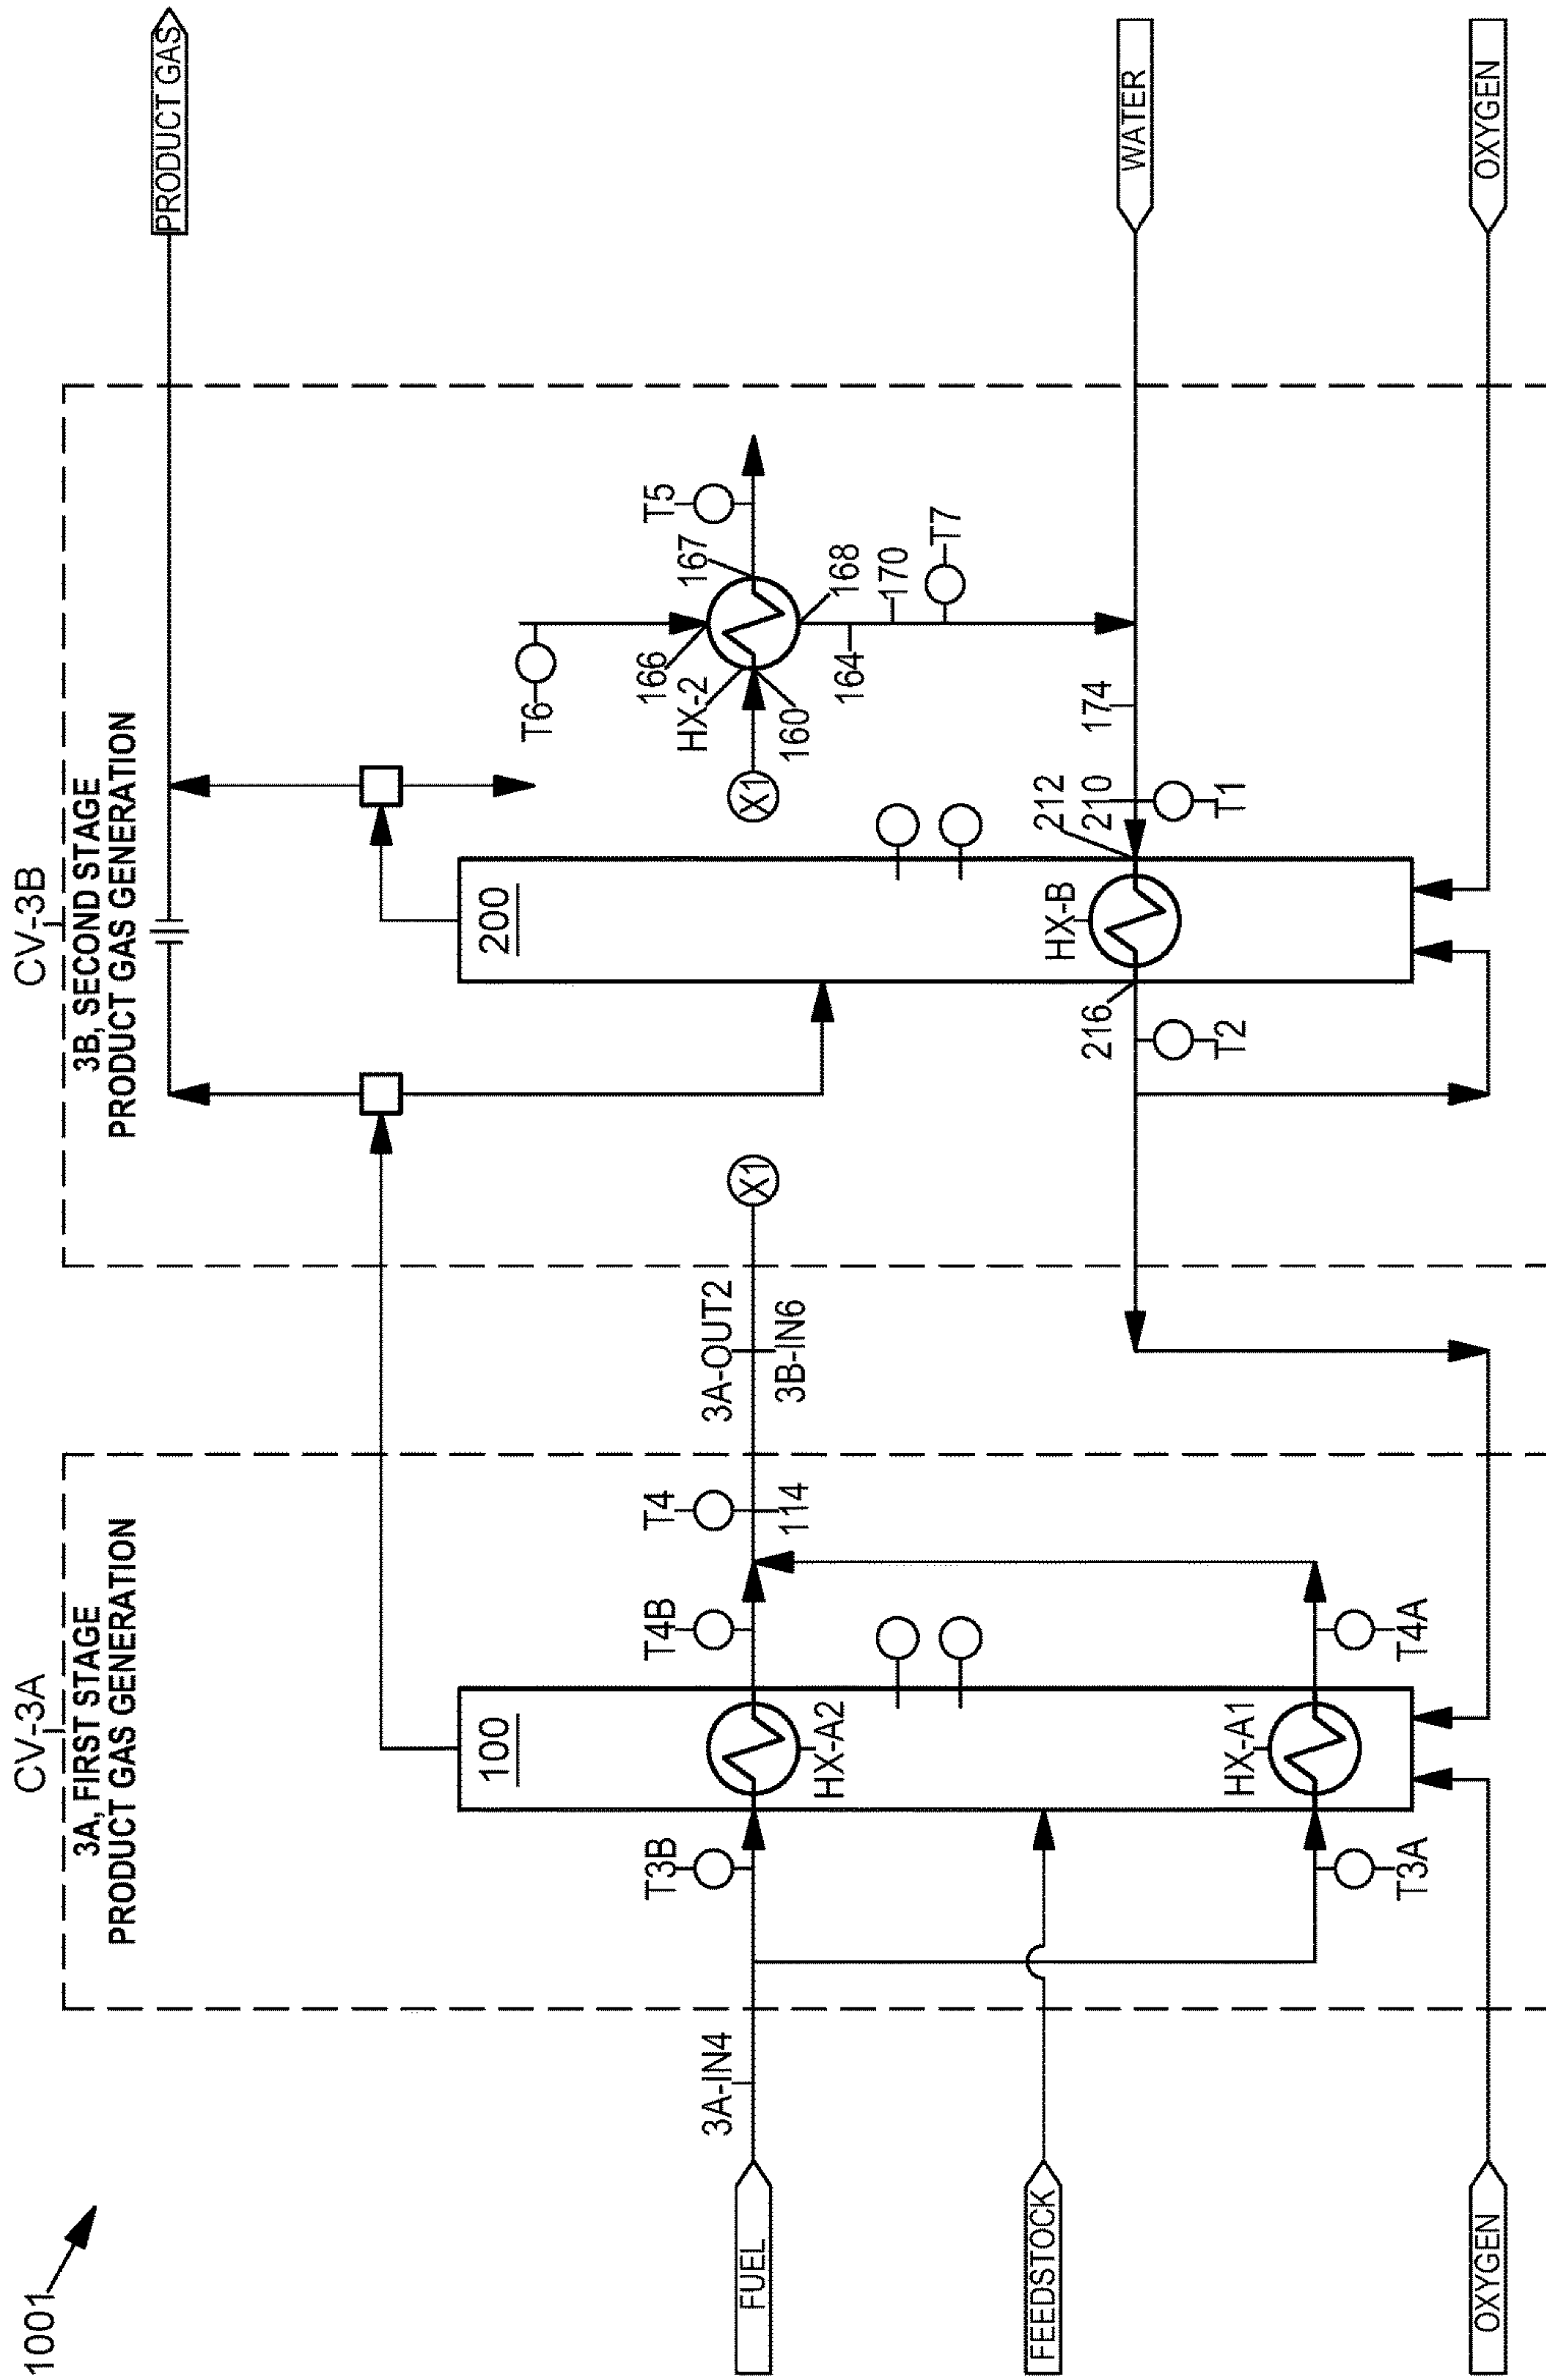 1001
CV-3A
3A, FIRST STAGE
PRODUCT GAS GENERATION
CV-3B
3B, SECOND STAGE
PRODUCT GAS GENERATION
PRODUCT GAS
100
200
T6
3A-IN4
T3B
T4B
T4
3A-OUT2
166
HX-2
167
T5
FUEL
HX-A2
114
3B-IN6
X1
X1
160
168
164
170
T7
FEEDSTOCK
216
HX-B
212
210
174
WATER
T2
T1
HX-A1
T3A
T4A
OXYGEN
OXYGEN